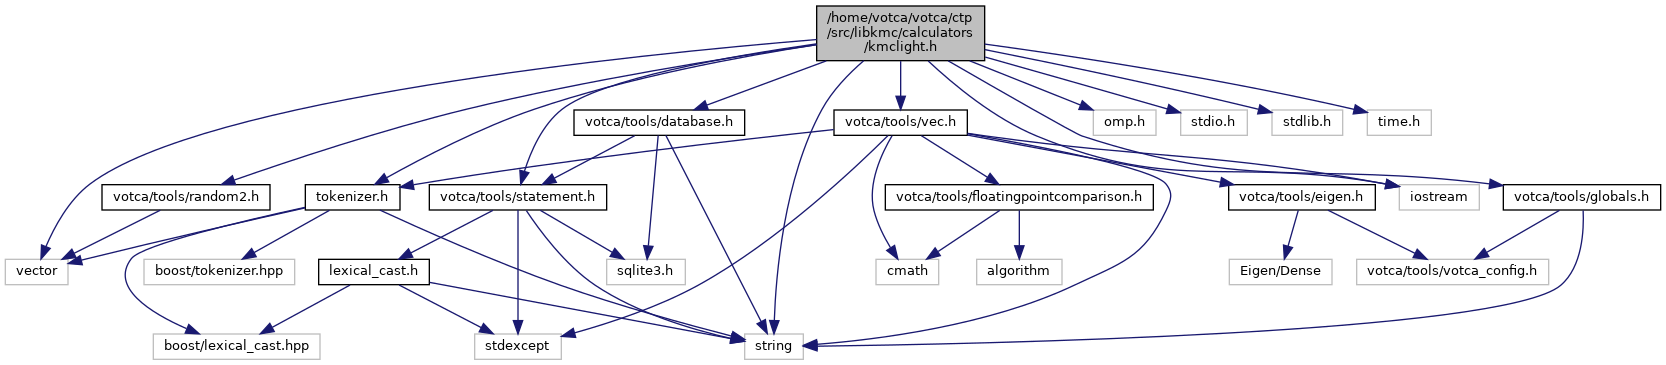 /home/votca/votca/ctp
/src/libkmc/calculators
/kmclight.h
votca/tools/database.h
votca/tools/vec.h
omp.h
stdio.h
stdlib.h
time.h
votca/tools/random2.h
tokenizer.h
votca/tools/statement.h
votca/tools/floatingpointcomparison.h
votca/tools/eigen.h
iostream
votca/tools/globals.h
vector
boost/tokenizer.hpp
lexical_cast.h
sqlite3.h
cmath
algorithm
Eigen/Dense
votca/tools/votca_config.h
boost/lexical_cast.hpp
stdexcept
string